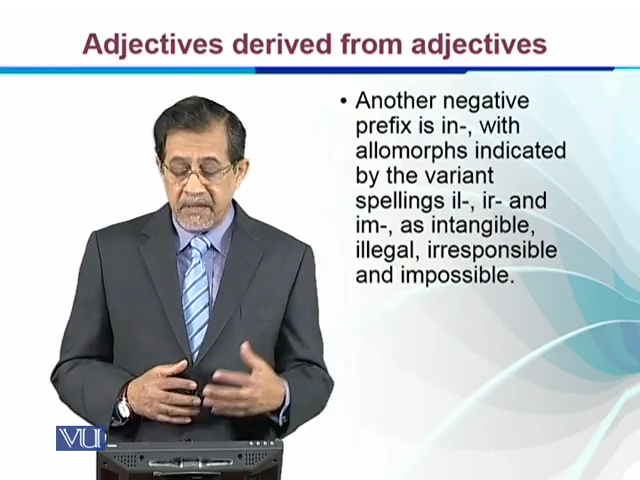 Adjectives derived from adjectives
• Another negative
prefix is in-, with
allomorphs indicated
by the variant
spellings il-, ir- and
im-, as intangible,
illegal, irresponsible
and impossible.
VU